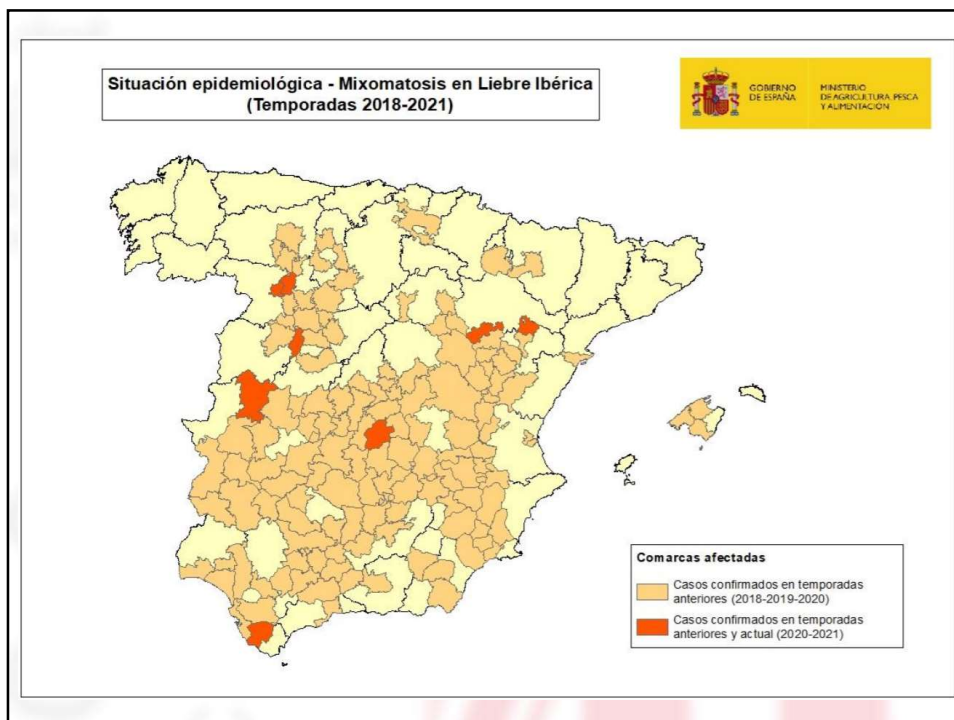 Situación epidemiológica - Mixomatosis en Liebre Ibérica
(Temporadas 2018-2021)
GOBIERNO
DE ESPAÑA
MINISTERIO
DE AGRICULTURA, PESCA
Y ALIMENTACIÓN
Comarcas afectadas
Casos confirmados en temporadas
anteriores (2018-2019-2020)
Casos confirmados en temporadas
anteriores y actual (2020-2021)